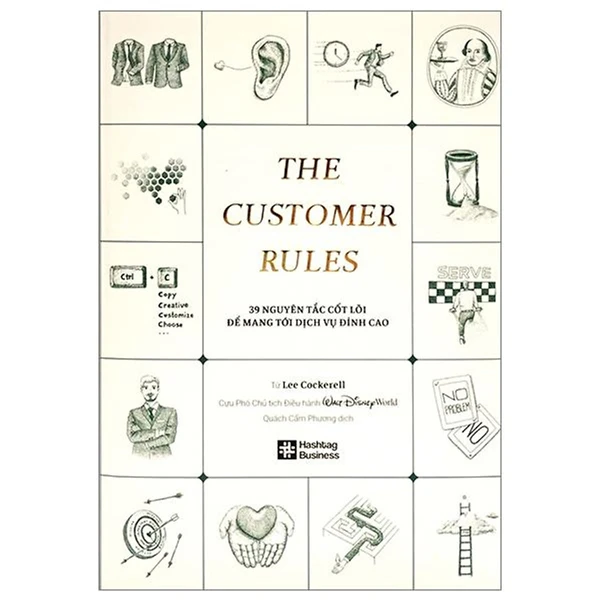 THE
CUSTOMER
RULES
39 NGUYÊN TẮC CỐT LÕI
ĐỂ MANG TỚI DỊCH VỤ ĐỈNH CAO
Ctrl + C
Copy
Creative
Customize
Choose
...
SERVE
NO
PROBLEM
NO
Từ Lee Cockerell
Cựu Phó Chủ tịch Điều hành Walt Disney World
Quách Cẩm Phương dịch
Hashtag
Business